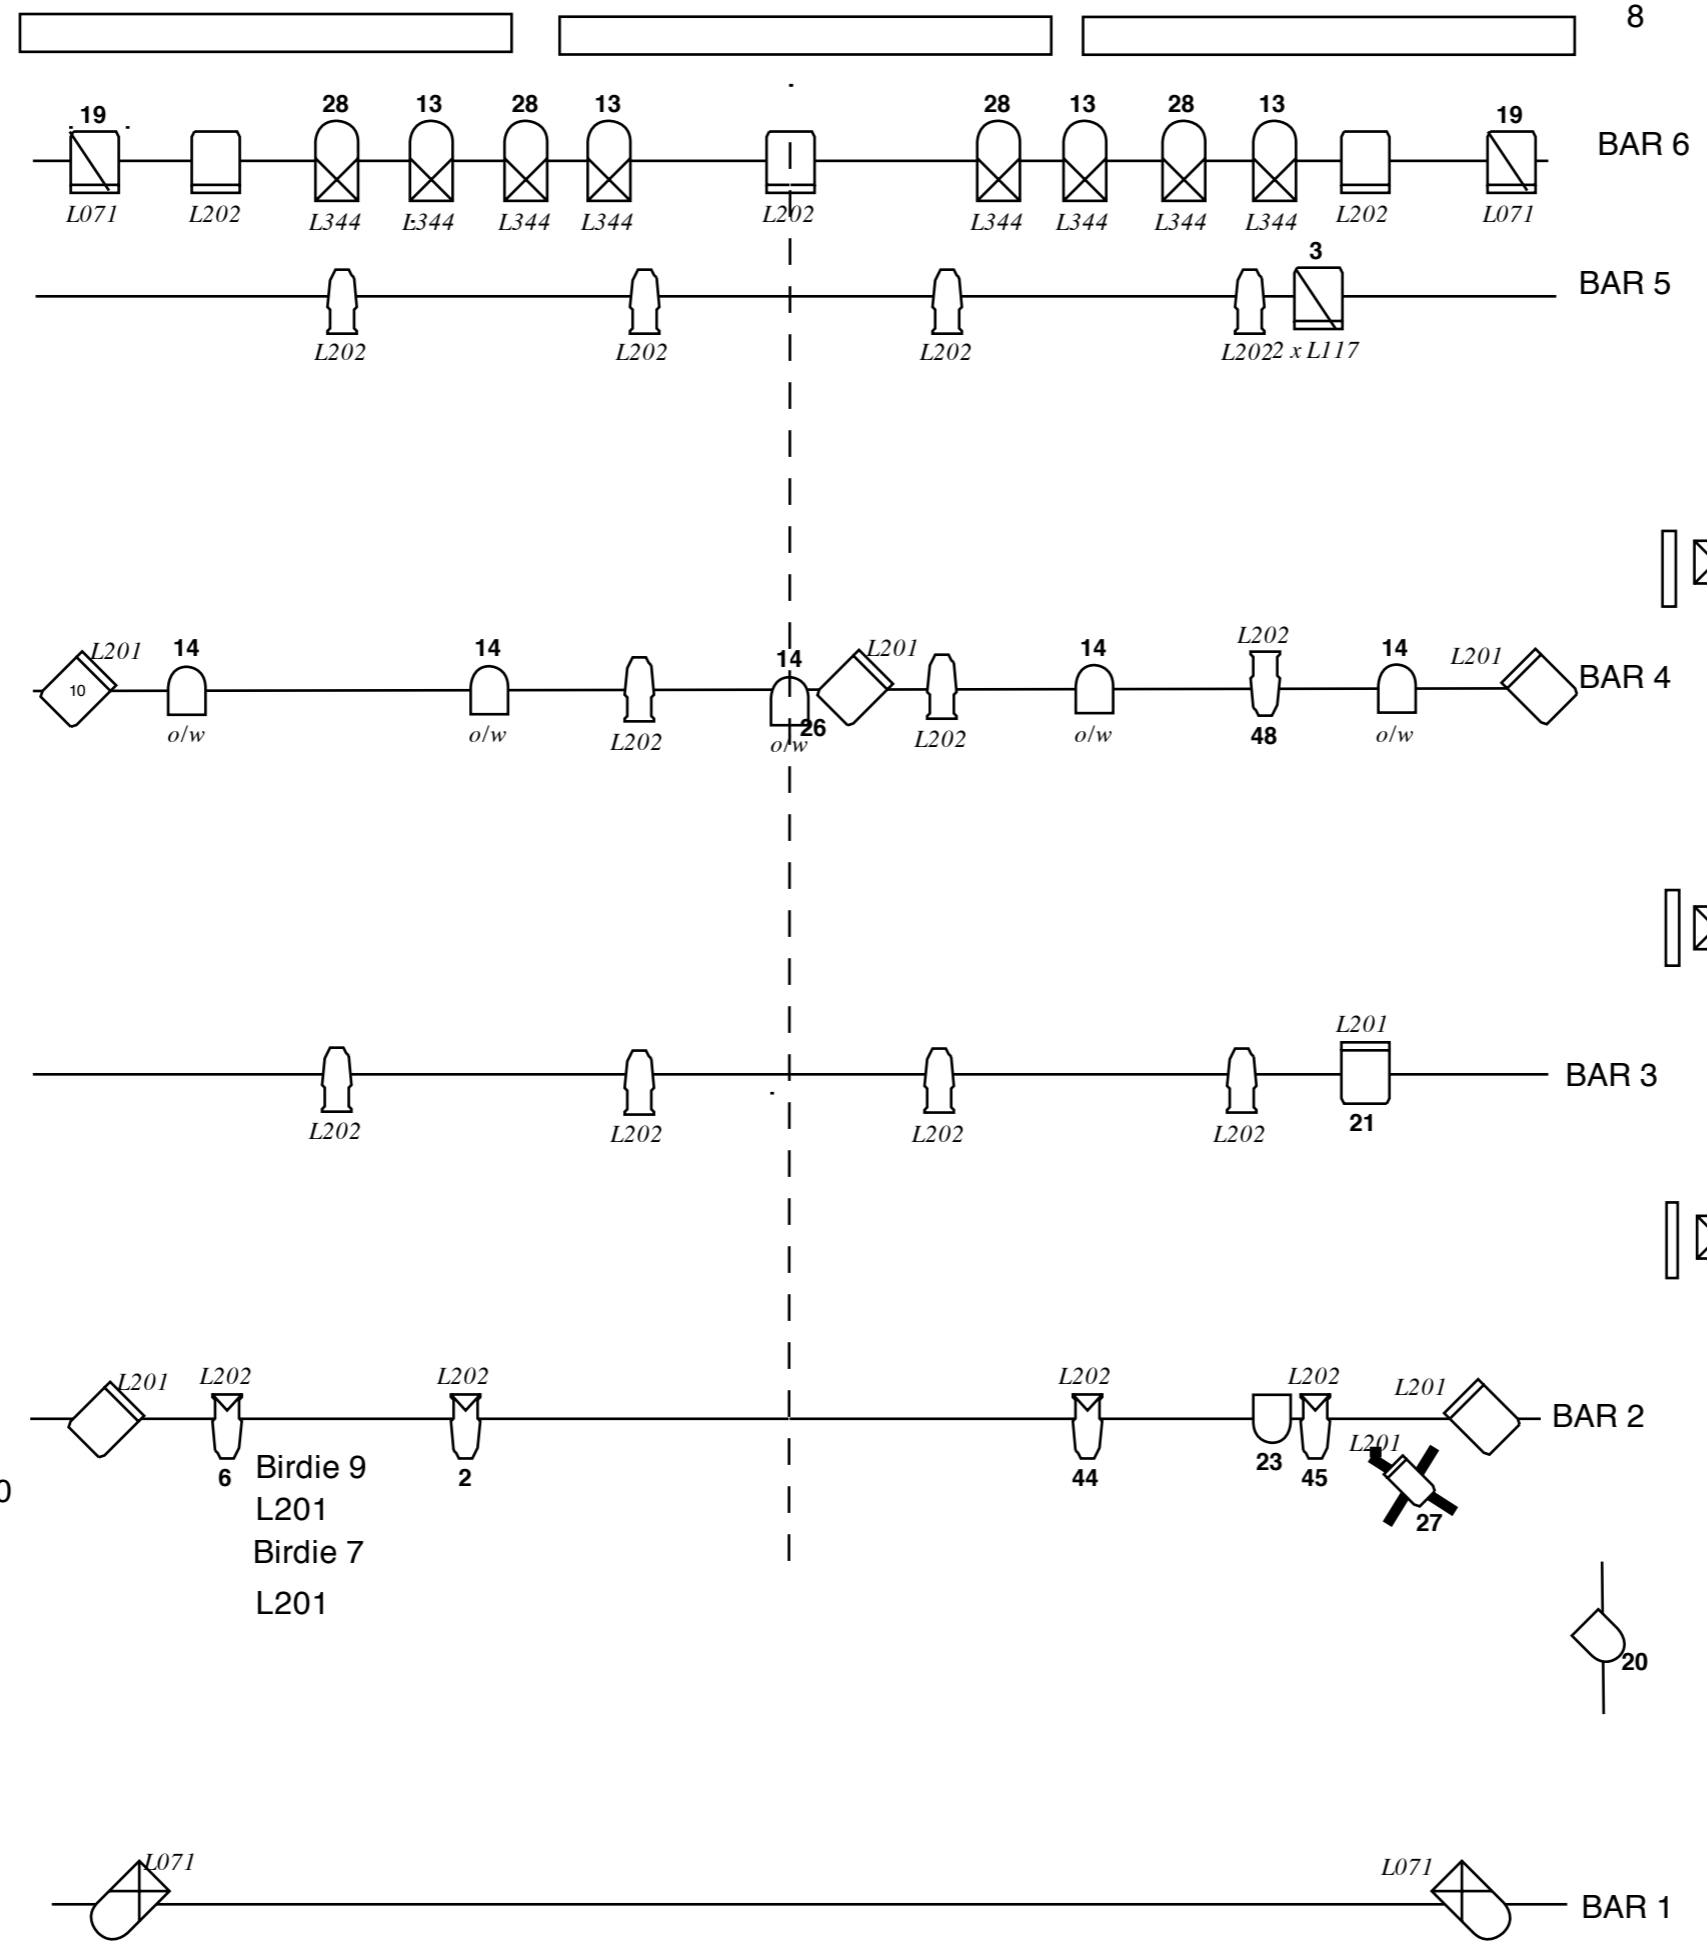 8
19 28 13 28 13 28 13 28 13 19
BAR 6
L071 L202 L344 L344 L344 L344 L202 L344 L344 L344 L344 L202 L071
3
BAR 5
L202 L202 L202 L202 2 x L117
L201 14 14 14 L201 14 L202 14 L201
10
BAR 4
o/w o/w L202 o/w 26 L202 o/w 48 o/w
L201
BAR 3
L202 L202 L202 L202 21
L201 L202 L202 L202 L202 L201
BAR 2
6 2 44 23 45 L201
Birdie 9
0
L201
27
Birdie 7
L201
20
L071 L071
BAR 1